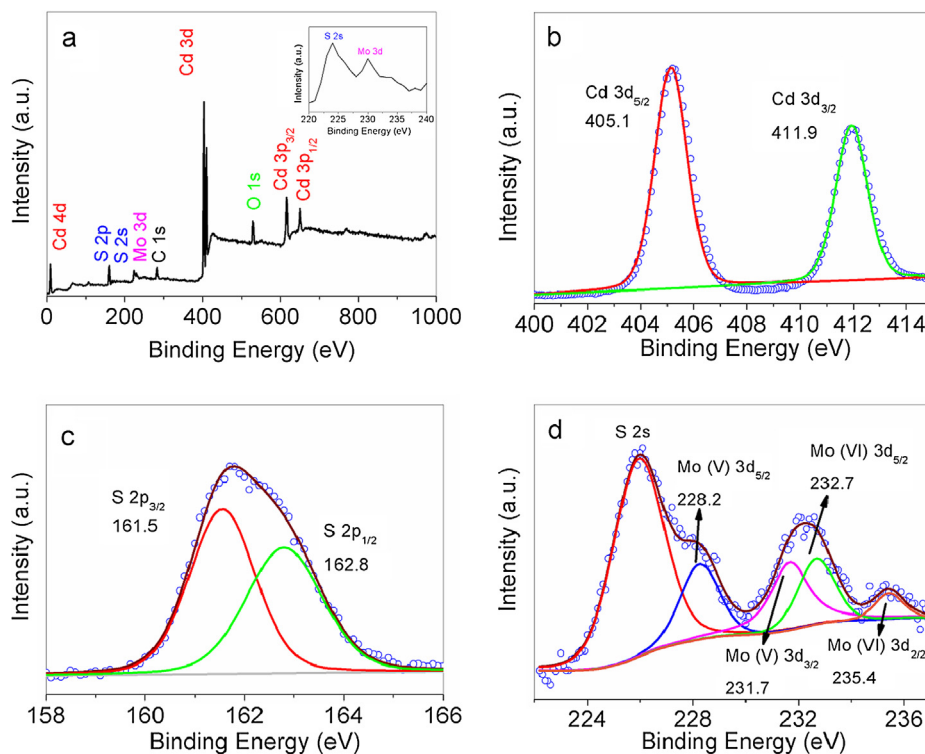 a
Cd 3d
Cd 4d
S 2p
S 2s
Mo 3d
C 1s
O 1s
Cd 3p3/2
Cd 3p1/2
Intensity (a.u.)
0 200 400 600 800 1000
Binding Energy (eV)
S 2s
Mo 3d
Intensity (a.u.)
220 225 230 235 240
Binding Energy (eV)
b
Cd 3d5/2
405.1
Cd 3d3/2
411.9
Intensity (a.u.)
400 402 404 406 408 410 412 414
Binding Energy (eV)
c
S 2p3/2
161.5
S 2p1/2
162.8
Intensity (a.u.)
158 160 162 164 166
Binding Energy (eV)
d
S 2s
Mo (V) 3d5/2
228.2
Mo (VI) 3d5/2
232.7
Mo (V) 3d3/2
231.7
Mo (VI) 3d2/2
235.4
Intensity (a.u.)
224 228 232 236
Binding Energy (eV)